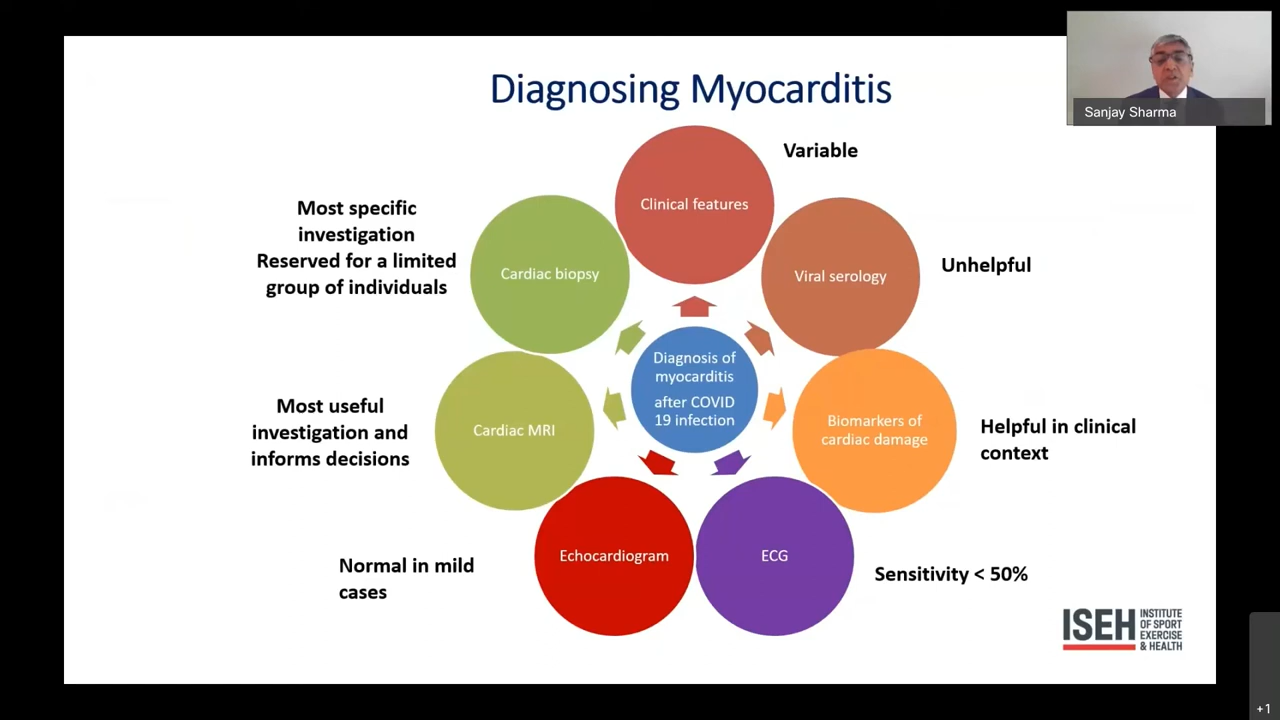 Diagnosing Myocarditis
Sanjay Sharma
Clinical features
Variable
Viral serology
Unhelpful
Biomarkers of
cardiac damage
Helpful in clinical
context
ECG
Sensitivity < 50%
Echocardiogram
Normal in mild
cases
Cardiac MRI
Most useful
investigation and
informs decisions
Cardiac biopsy
Most specific
investigation
Reserved for a limited
group of individuals
Diagnosis of
myocarditis
after COVID
19 infection
ISEH
INSTITUTE
OF SPORT
EXERCISE
& HEALTH
+1